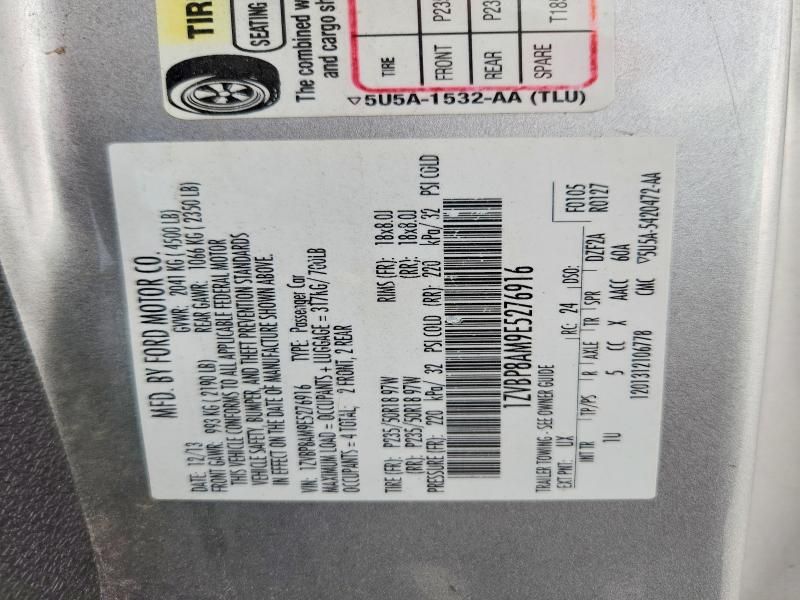 TIR
SEATING
The combined w
and cargo sh
TIRE
FRONT P23
REAR P23
SPARE T185
▽5U5A-1532-AA (TLU)
MFD. BY FORD MOTOR CO.
DATE: 12/13 GVWR: 2041 KG (4500 LB)
FRONT GAWR: 993 KG (2190 LB) REAR GAWR: 1066 KG (2350 LB)
THIS VEHICLE CONFORMS TO ALL APPLICABLE FEDERAL MOTOR
VEHICLE SAFETY, BUMPER, AND THEFT PREVENTION STANDARDS
IN EFFECT ON THE DATE OF MANUFACTURE SHOWN ABOVE.
VIN: 1ZVBP8AM9E5276916 TYPE: Passenger Car
MAXIMUM LOAD = OCCUPANTS + LUGGAGE = 317KG/700LB
OCCUPANTS = 4 TOTAL; 2 FRONT, 2 REAR
TIRE (FR): P235/50R18 97W RIMS (FR): 18x8.0J
(RR): P235/50R18 97W (RR): 18x8.0J
PRESSURE (FR): 220 kPa/ 32 PSI COLD (RR): 220 kPa/ 32 PSI COLD
1ZVBP8AM9E5276916
TRAILER TOWING - SEE OWNER GUIDE
EXT PNT: UX RC: 24 DSO: F0105
R0127
INT TR TP/PS R AXLE TR SPR DZF2A
1U 5 CC X AACC 60A
1201312106778 CMC ▽5U5A-5420472-AA